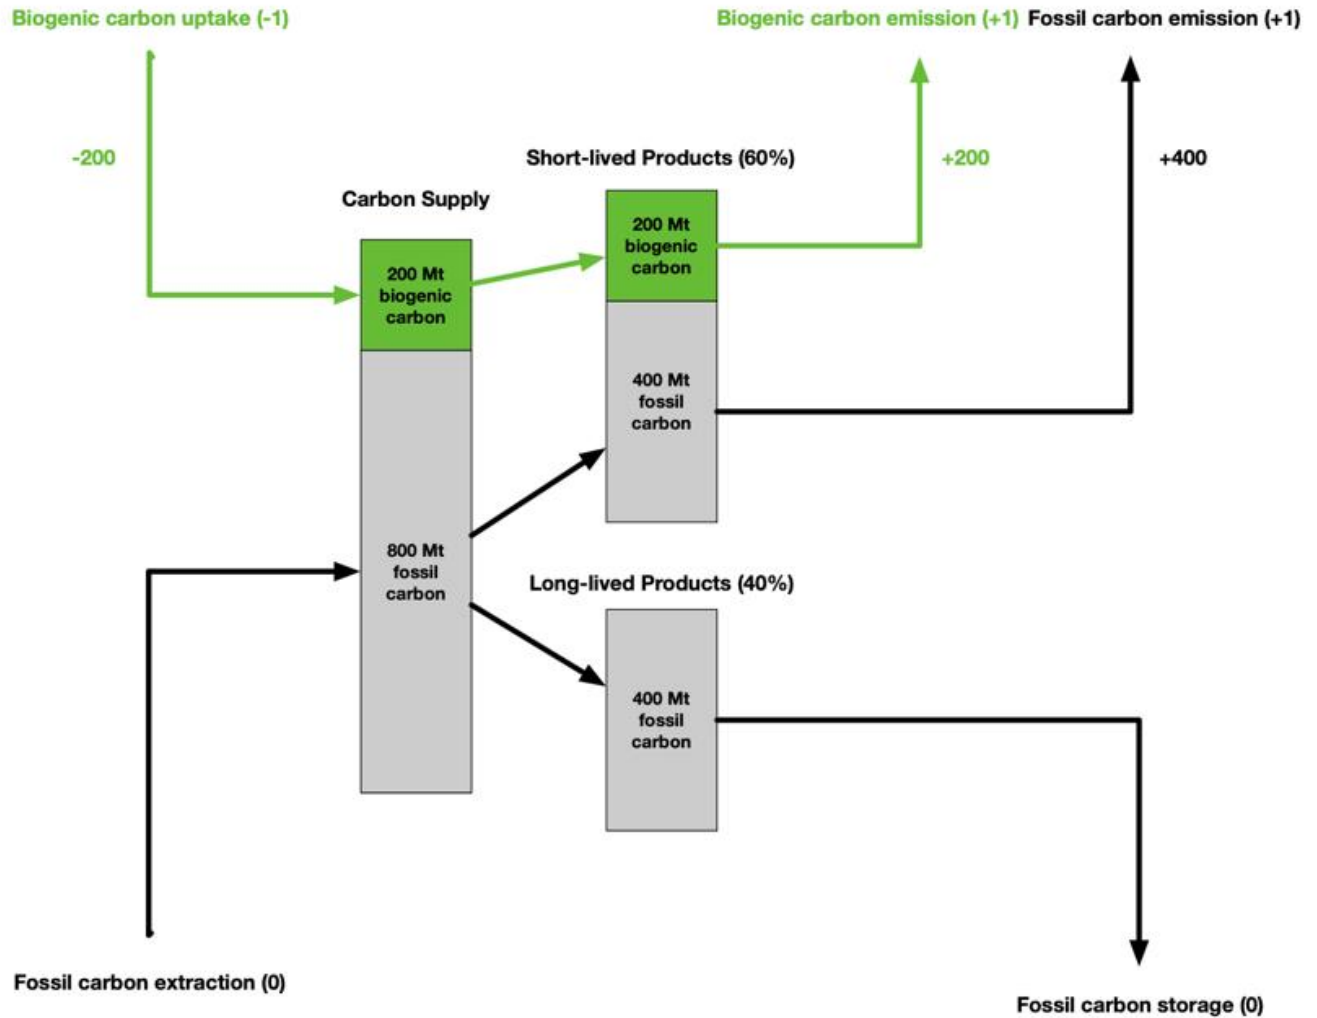 Biogenic carbon uptake (-1)
Biogenic carbon emission (+1)
Fossil carbon emission (+1)
-200
Short-lived Products (60%)
+200
+400
Carbon Supply
200 Mt
biogenic
carbon
200 Mt
biogenic
carbon
400 Mt
fossil
carbon
800 Mt
fossil
carbon
Long-lived Products (40%)
400 Mt
fossil
carbon
Fossil carbon extraction (0)
Fossil carbon storage (0)